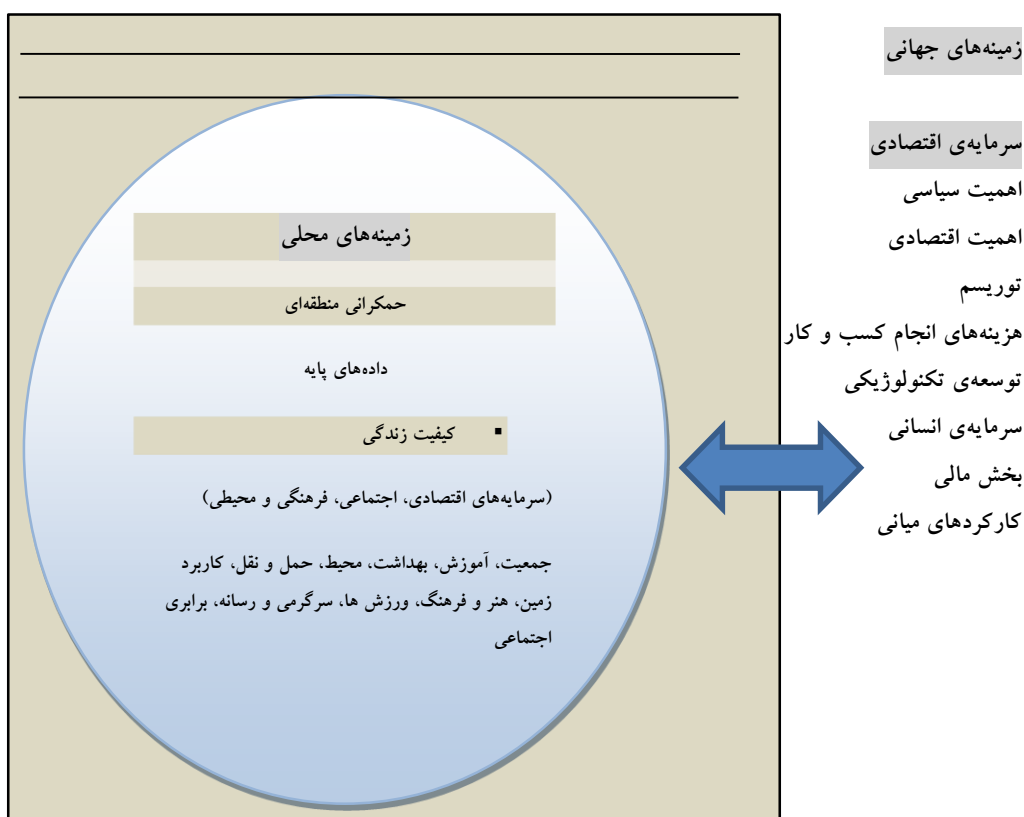 زمینه‌های جهانی
سرمایه‌ی اقتصادی
اهمیت سیاسی
اهمیت اقتصادی
توریسم
هزینه‌های انجام کسب و کار
توسعه‌ی تکنولوژیکی
سرمایه‌ی انسانی
بخش مالی
کارکردهای میانی
زمینه‌های محلی
حمکرانی منطقه‌ای
داده‌های پایه
▪ کیفیت زندگی
(سرمایه‌های اقتصادی، اجتماعی، فرهنگی و محیطی)
جمعیت، آموزش، بهداشت، محیط، حمل و نقل، کاربرد
زمین، هنر و فرهنگ، ورزش ها، سرگرمی و رسانه، برابری
اجتماعی